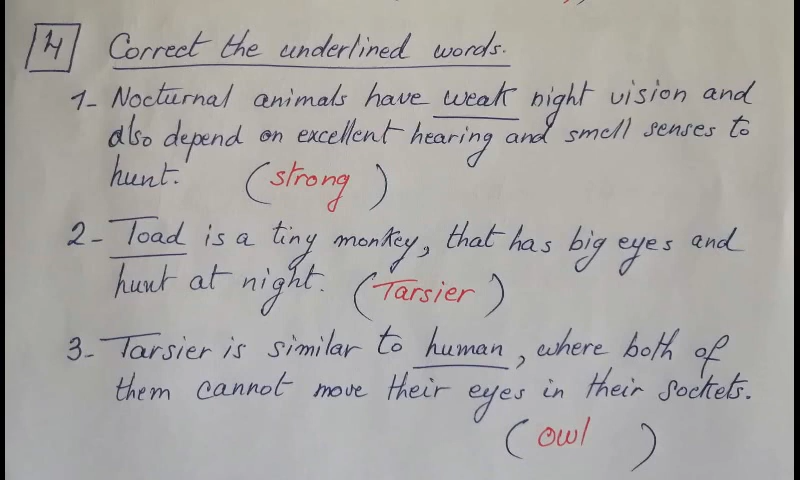 4 Correct the underlined words.
1- Nocturnal animals have weak night vision and
also depend on excellent hearing and smell senses to
hunt. (strong)
2- Toad is a tiny monkey, that has big eyes and
hunt at night. (Tarsier)
3- Tarsier is similar to human, where both of
them cannot move their eyes in their sockets.
(owl)